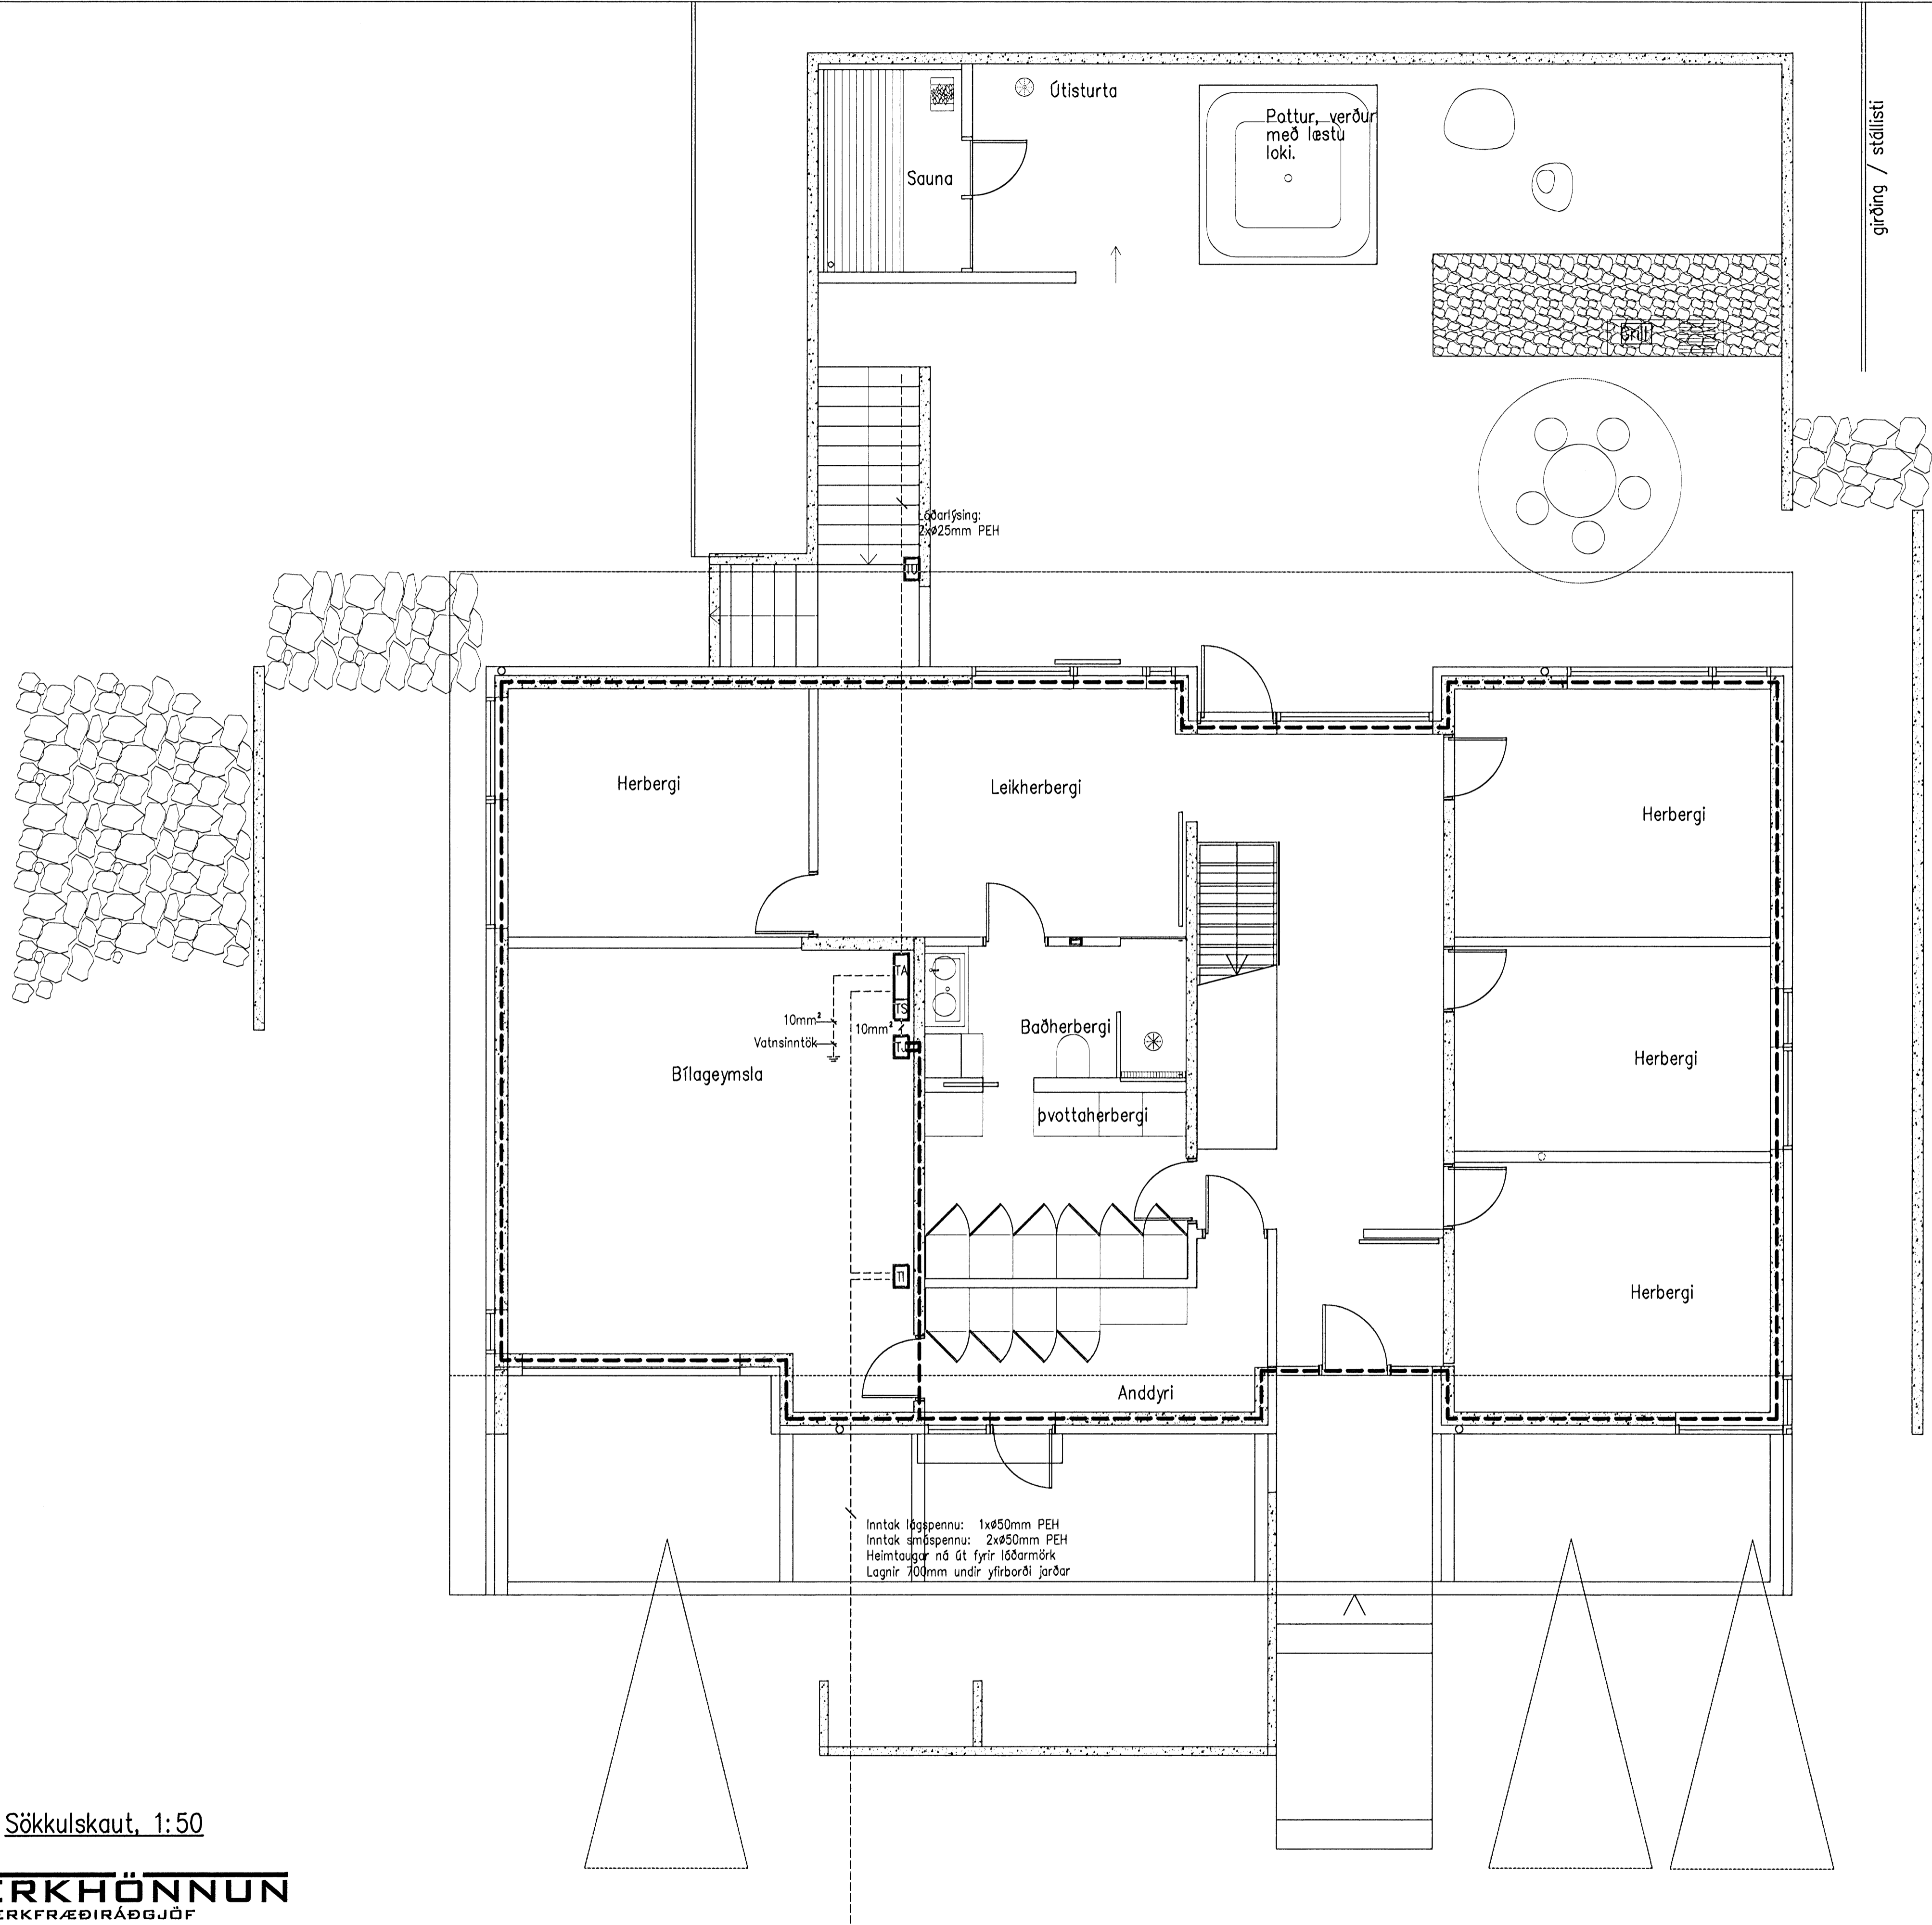 Útisturta
Pottur, verður
með læstu
loki.
girðing / stállisti
Sauna
Grill
Lóðarlýsing:
2xø25mm PEH
TU
Herbergi
Leikherbergi
Herbergi
TA
TS
10mm²
10mm²
Vatnsinntök
TJ
Baðherbergi
Herbergi
Bílageymsla
Þvottaherbergi
TI
Herbergi
Anddyri
Inntak lágspennu: 1xø50mm PEH
Inntak smáspennu: 2xø50mm PEH
Heimtaugar ná út fyrir lóðarmörk
Lagnir 700mm undir yfirborði jarðar
Sökkulskaut, 1:50
ERKHÖNNUN
ERKFRÆÐIRÁÐGJÖF